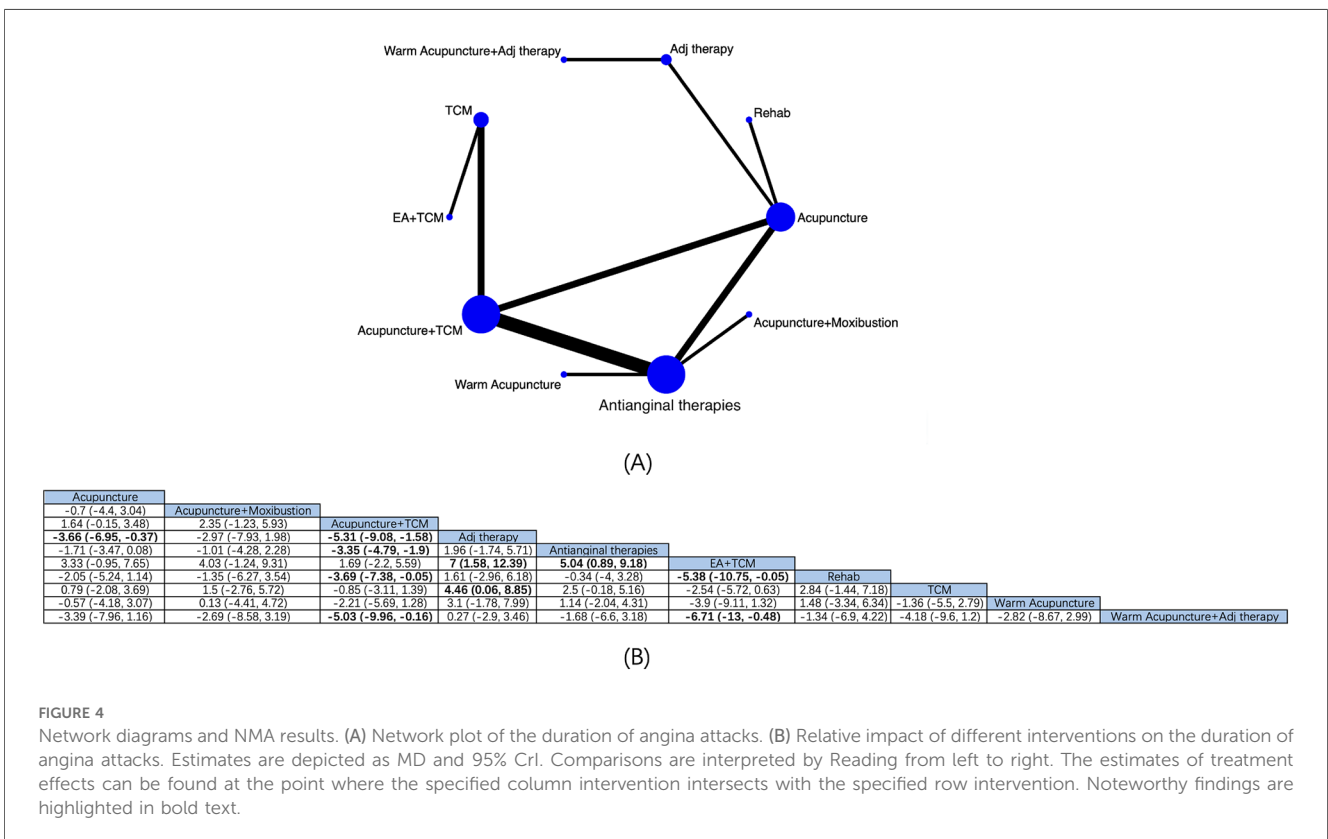 Warm Acupuncture+Adj therapy
Adj therapy
TCM
Rehab
EA+TCM
Acupuncture
Acupuncture+TCM
Acupuncture+Moxibustion
Warm Acupuncture
Antianginal therapies
(A)
Acupuncture
-0.7 (-4.4, 3.04) Acupuncture+Moxibustion
1.64 (-0.15, 3.48) 2.35 (-1.23, 5.93) Acupuncture+TCM
-3.66 (-6.95, -0.37) -2.97 (-7.93, 1.98) -5.31 (-9.08, -1.58) Adj therapy
-1.71 (-3.47, 0.08) -1.01 (-4.28, 2.28) -3.35 (-4.79, -1.9) 1.96 (-1.74, 5.71) Antianginal therapies
3.33 (-0.95, 7.65) 4.03 (-1.24, 9.31) 1.69 (-2.2, 5.59) 7 (1.58, 12.39) 5.04 (0.89, 9.18) EA+TCM
-2.05 (-5.24, 1.14) -1.35 (-6.27, 3.54) -3.69 (-7.38, -0.05) 1.61 (-2.96, 6.18) -0.34 (-4, 3.28) -5.38 (-10.75, -0.05) Rehab
0.79 (-2.08, 3.69) 1.5 (-2.76, 5.72) -0.85 (-3.11, 1.39) 4.46 (0.06, 8.85) 2.5 (-0.18, 5.16) -2.54 (-5.72, 0.63) 2.84 (-1.44, 7.18) TCM
-0.57 (-4.18, 3.07) 0.13 (-4.41, 4.72) -2.21 (-5.69, 1.28) 3.1 (-1.78, 7.99) 1.14 (-2.04, 4.31) -3.9 (-9.11, 1.32) 1.48 (-3.34, 6.34) -1.36 (-5.5, 2.79) Warm Acupuncture
-3.39 (-7.96, 1.16) -2.69 (-8.58, 3.19) -5.03 (-9.96, -0.16) 0.27 (-2.9, 3.46) -1.68 (-6.6, 3.18) -6.71 (-13, -0.48) -1.34 (-6.9, 4.22) -4.18 (-9.6, 1.2) -2.82 (-8.67, 2.99) Warm Acupuncture+Adj therapy
(B)
FIGURE 4
Network diagrams and NMA results. (A) Network plot of the duration of angina attacks. (B) Relative impact of different interventions on the duration of
angina attacks. Estimates are depicted as MD and 95% CrI. Comparisons are interpreted by Reading from left to right. The estimates of treatment
effects can be found at the point where the specified column intervention intersects with the specified row intervention. Noteworthy findings are
highlighted in bold text.